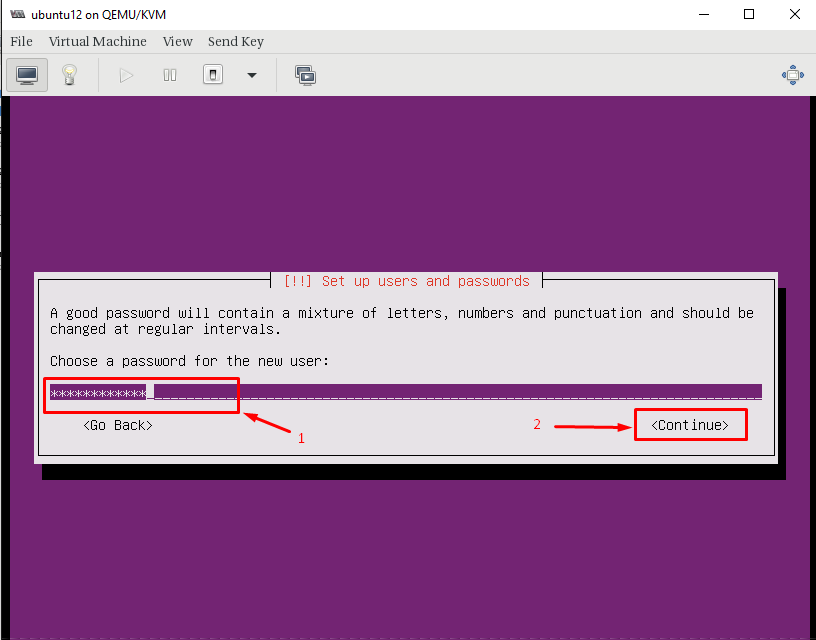 ubuntu12 on QEMU/KVM
File Virtual Machine View Send Key
[!!] Set up users and passwords
A good password will contain a mixture of letters, numbers and punctuation and should be
changed at regular intervals.
Choose a password for the new user:
************
<Go Back> 2 <Continue>
1